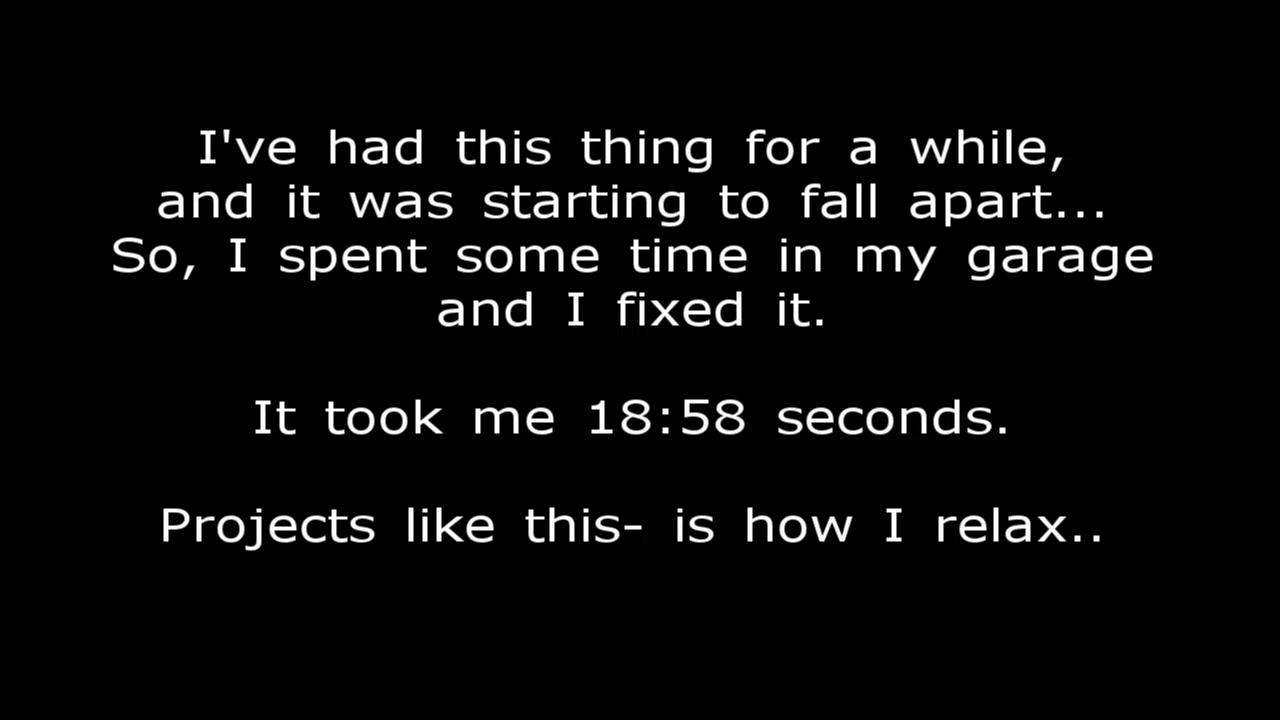 I've had this thing for a while,
and it was starting to fall apart...
So, I spent some time in my garage
and I fixed it.
It took me 18:58 seconds.
Projects like this- is how I relax..